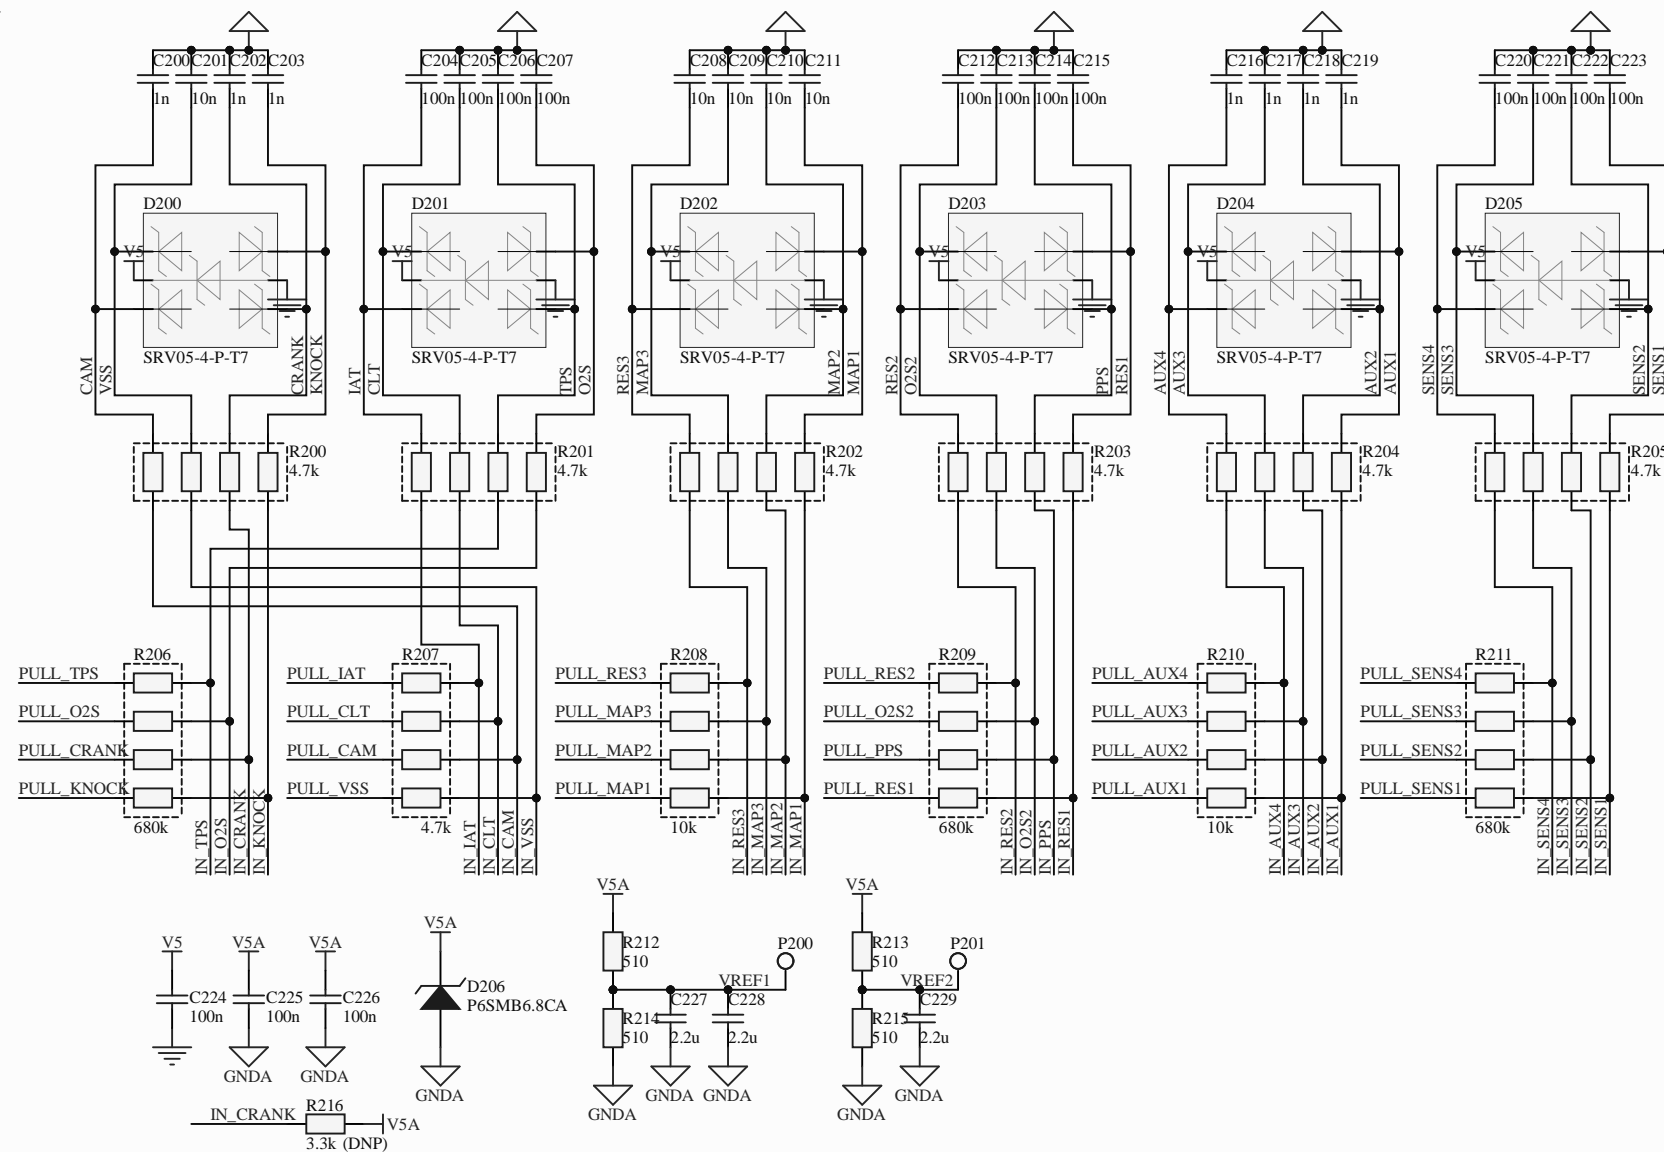 C200 C201 C202 C203 C204 C205 C206 C207 C208 C209 C210 C211 C212 C213 C214 C215 C216 C217 C218 C219 C220 C221 C222 C223
1n 10n 1n 1n 100n 100n 100n 100n 10n 10n 10n 10n 100n 100n 100n 100n 1n 1n 1n 1n 100n 100n 100n 100n
D200 D201 D202 D203 D204 D205
V5 V5 V5 V5 V5 V5
SRV05-4-P-T7 SRV05-4-P-T7 SRV05-4-P-T7 SRV05-4-P-T7 SRV05-4-P-T7 SRV05-4-P-T7
CAM VSS CRANK KNOCK IAT CLT TPS O2S RES3 MAP3 MAP2 MAP1 RES2 O2S2 PPS RES1 AUX4 AUX3 AUX2 AUX1 SENS4 SENS3 SENS2 SENS1
R200 R201 R202 R203 R204 R205
4.7k 4.7k 4.7k 4.7k 4.7k 4.7k
R206 R207 R208 R209 R210 R211
PULL_TPS PULL_IAT PULL_RES3 PULL_RES2 PULL_AUX4 PULL_SENS4
PULL_O2S PULL_CLT PULL_MAP3 PULL_O2S2 PULL_AUX3 PULL_SENS3
PULL_CRANK PULL_CAM PULL_MAP2 PULL_PPS PULL_AUX2 PULL_SENS2
PULL_KNOCK PULL_VSS PULL_MAP1 PULL_RES1 PULL_AUX1 PULL_SENS1
680k 4.7k 10k 680k 10k 680k
IN_TPS IN_O2S IN_CRANK IN_KNOCK IN_IAT IN_CLT IN_CAM IN_VSS IN_RES3 IN_MAP3 IN_MAP2 IN_MAP1 IN_RES2 IN_O2S2 IN_PPS IN_RES1 IN_AUX4 IN_AUX3 IN_AUX2 IN_AUX1 IN_SENS4 IN_SENS3 IN_SENS2 IN_SENS1
V5A V5A
V5 V5A V5A V5A R212 P200 R213 P201
510 510
D206 VREF1 VREF2
C224 C225 C226 P6SMB6.8CA C227 C228 C229
100n 100n 100n R214 R215
510 2.2u 2.2u 510 2.2u
GNDA GNDA GNDA GNDA GNDA GNDA GNDA GNDA
IN_CRANK R216 V5A
3.3k (DNP)